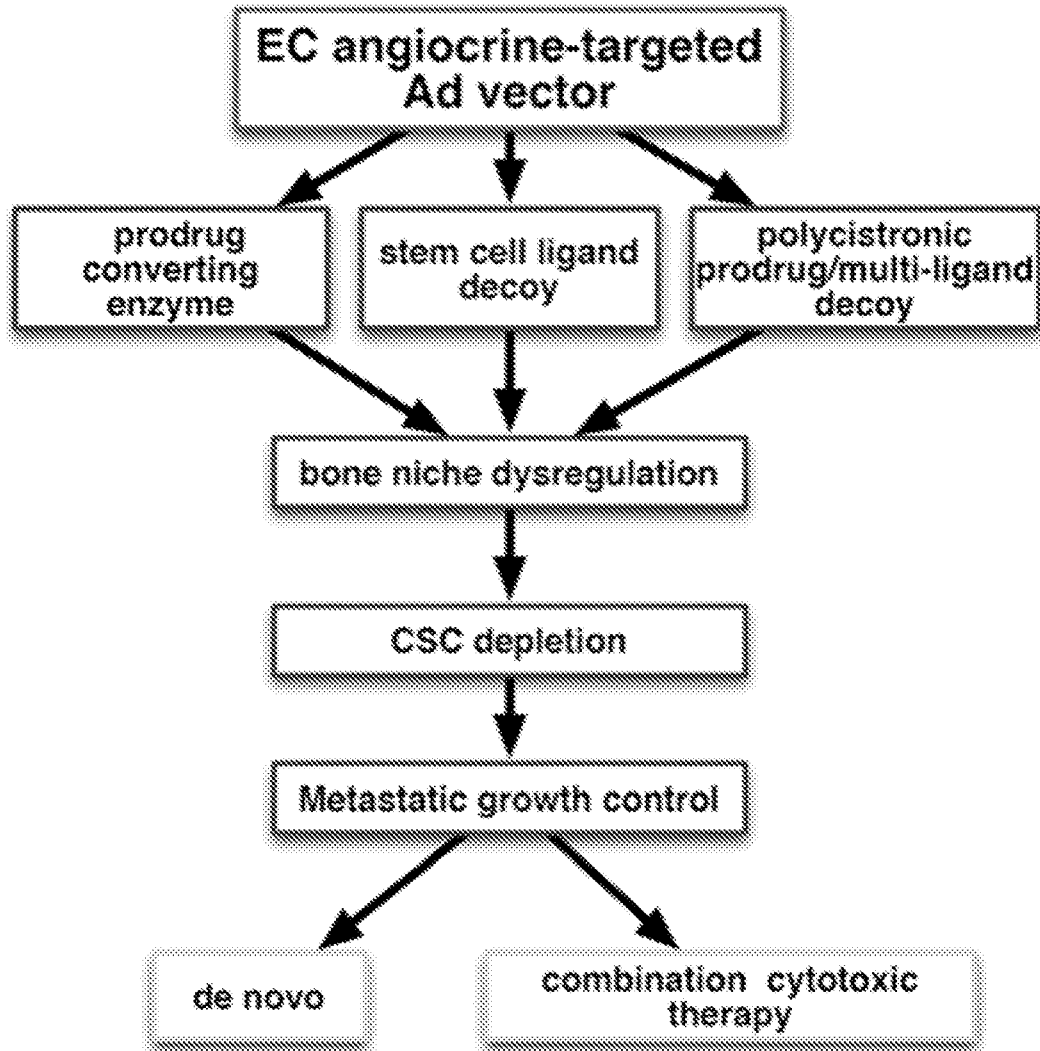 EC angiocrine-targeted
Ad vector
prodrug
converting
enzyme
stem cell ligand
decoy
polycistronic
prodrug/multi-ligand
decoy
bone niche dysregulation
CSC depletion
Metastatic growth control
de novo
combination cytotoxic
therapy